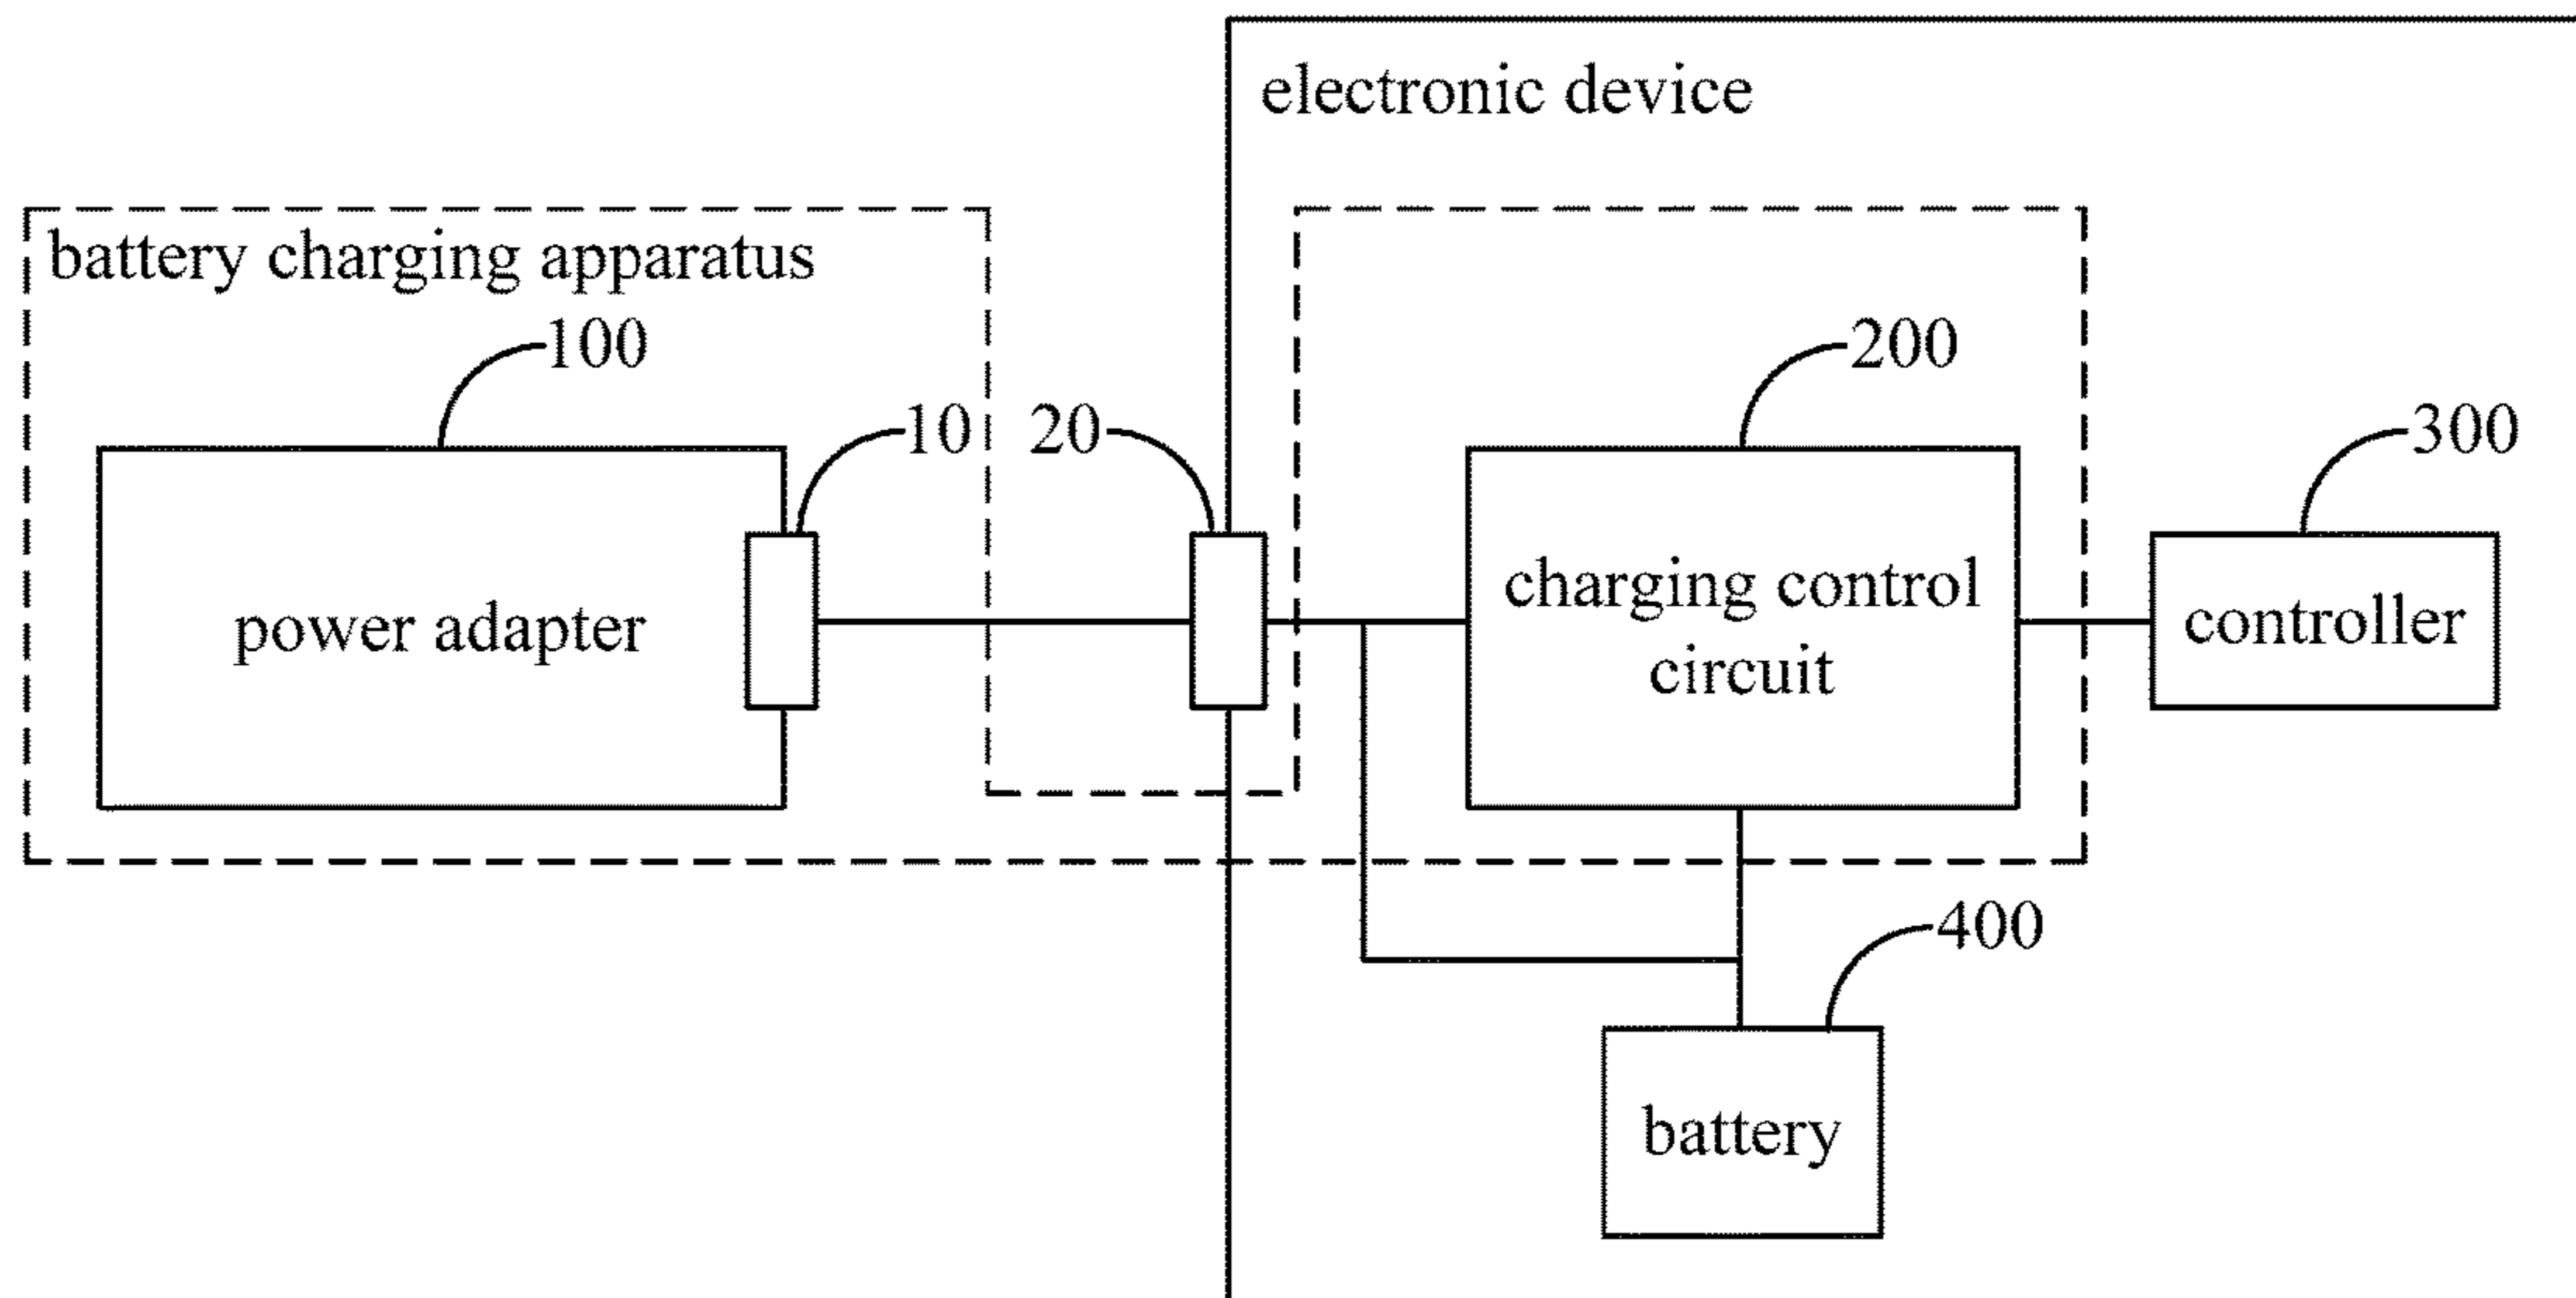 electronic device
battery charging apparatus
100
200
10
20
300
power adapter
charging control
circuit
controller
400
battery